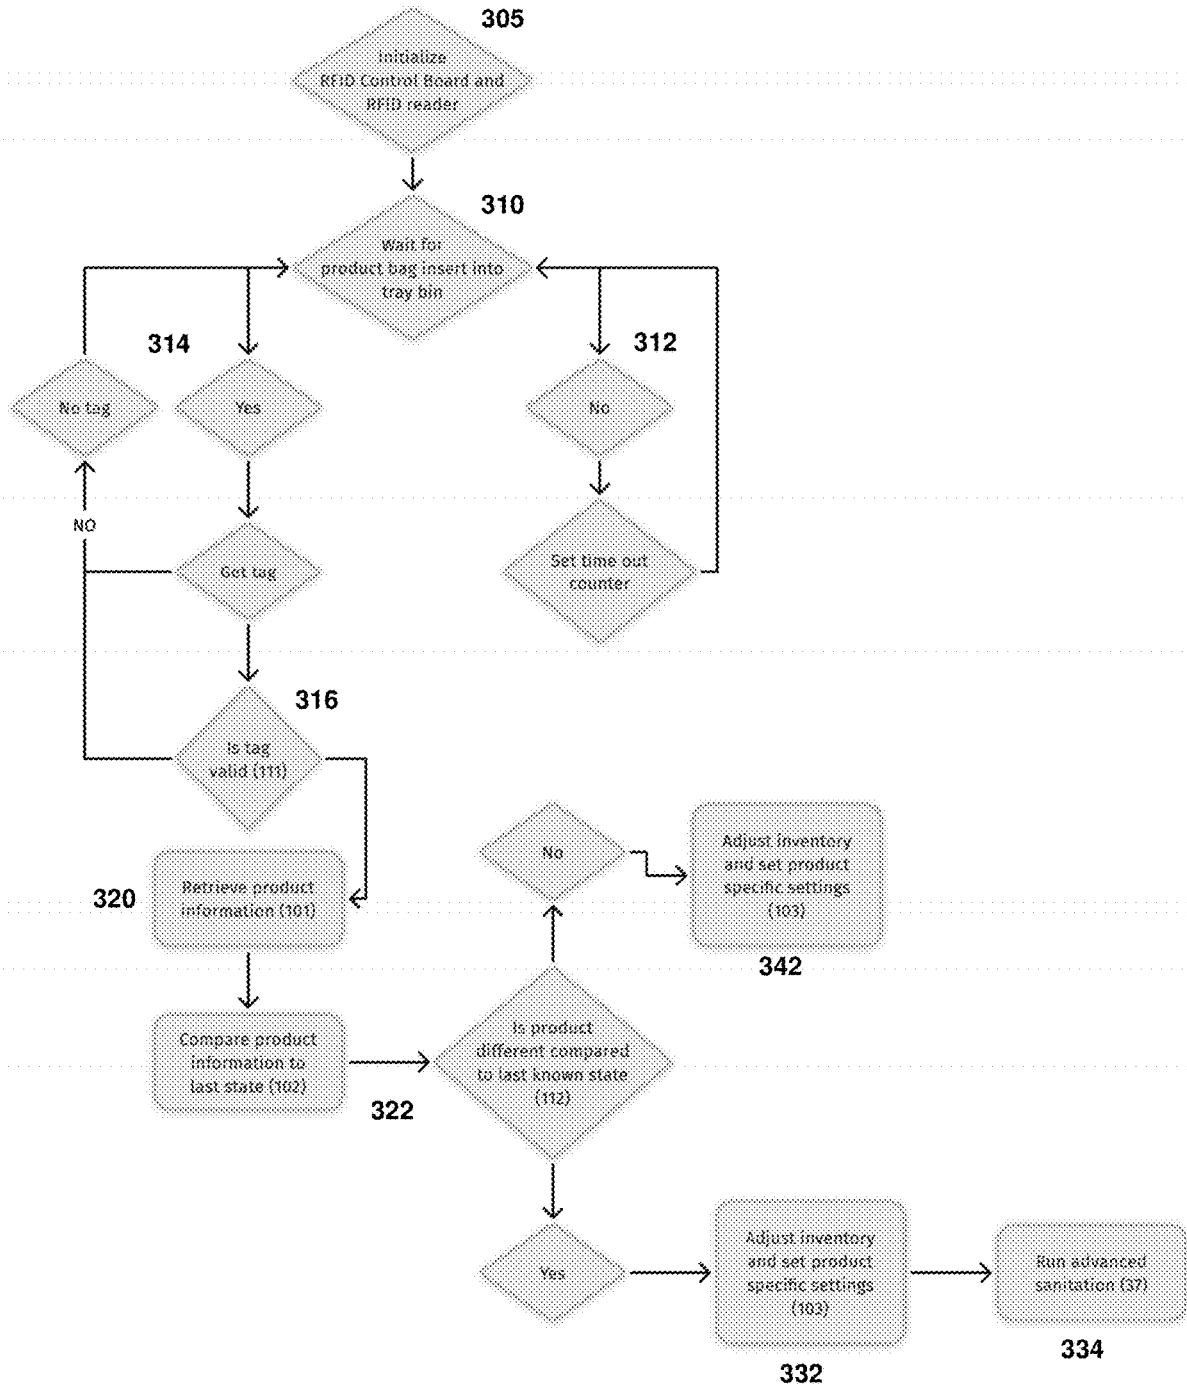 305
Initialize
RFID Control Board and
RFID reader
310
Wait for
product bag insert into
tray bin
314
312
No tag
Yes
No
NO
Get tag
Set time out
counter
316
Is tag
valid (111)
320
Retrieve product
information (101)
No
Adjust inventory
and set product
specific settings
(103)
342
Compare product
information to
last state (102)
322
Is product
different compared
to last known state
(112)
Yes
Adjust inventory
and set product
specific settings
(103)
332
Run advanced
sanitation (37)
334